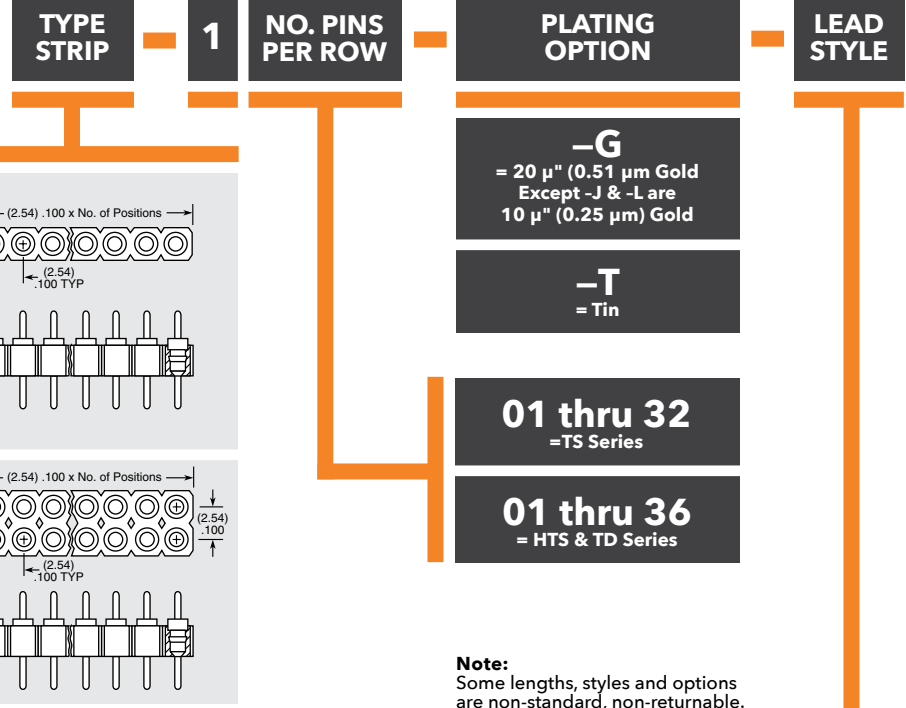 TYPE
STRIP
1
NO. PINS
PER ROW
PLATING
OPTION
LEAD
STYLE
–G
= 20 µ" (0.51 µm Gold
Except –J & –L are
10 µ" (0.25 µm) Gold
–T
= Tin
01 thru 32
=TS Series
01 thru 36
= HTS & TD Series
(2.54) .100 x No. of Positions
(2.54)
.100 TYP
(2.54) .100 x No. of Positions
(2.54)
.100
(2.54)
.100 TYP
Note:
Some lengths, styles and options
are non-standard, non-returnable.